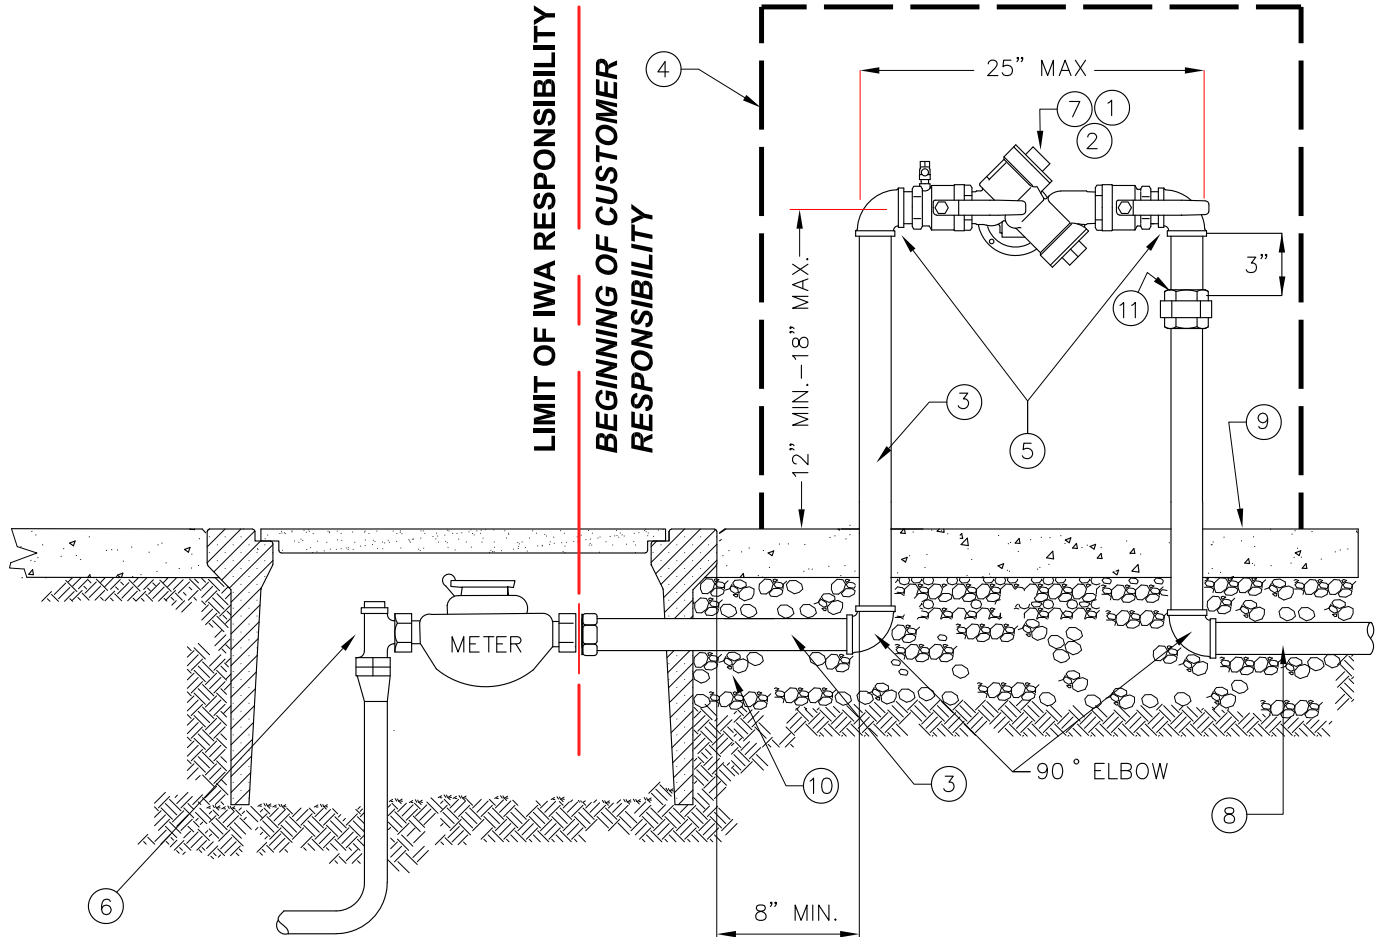 LIMIT OF IWA RESPONSIBILITY
BEGINNING OF CUSTOMER
RESPONSIBILITY
4
25" MAX
7
1
2
12" MIN.-18" MAX.
3"
11
3
5
9
METER
10
3
90° ELBOW
8
6
8" MIN.